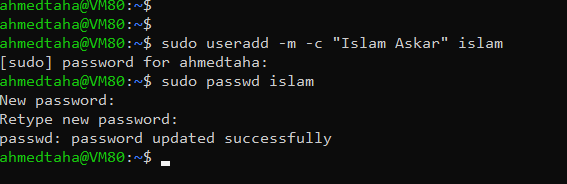 ahmedtaha@VM80:~$
ahmedtaha@VM80:~$
ahmedtaha@VM80:~$ sudo useradd -m -c "Islam Askar" islam
[sudo] password for ahmedtaha:
ahmedtaha@VM80:~$ sudo passwd islam
New password:
Retype new password:
passwd: password updated successfully
ahmedtaha@VM80:~$